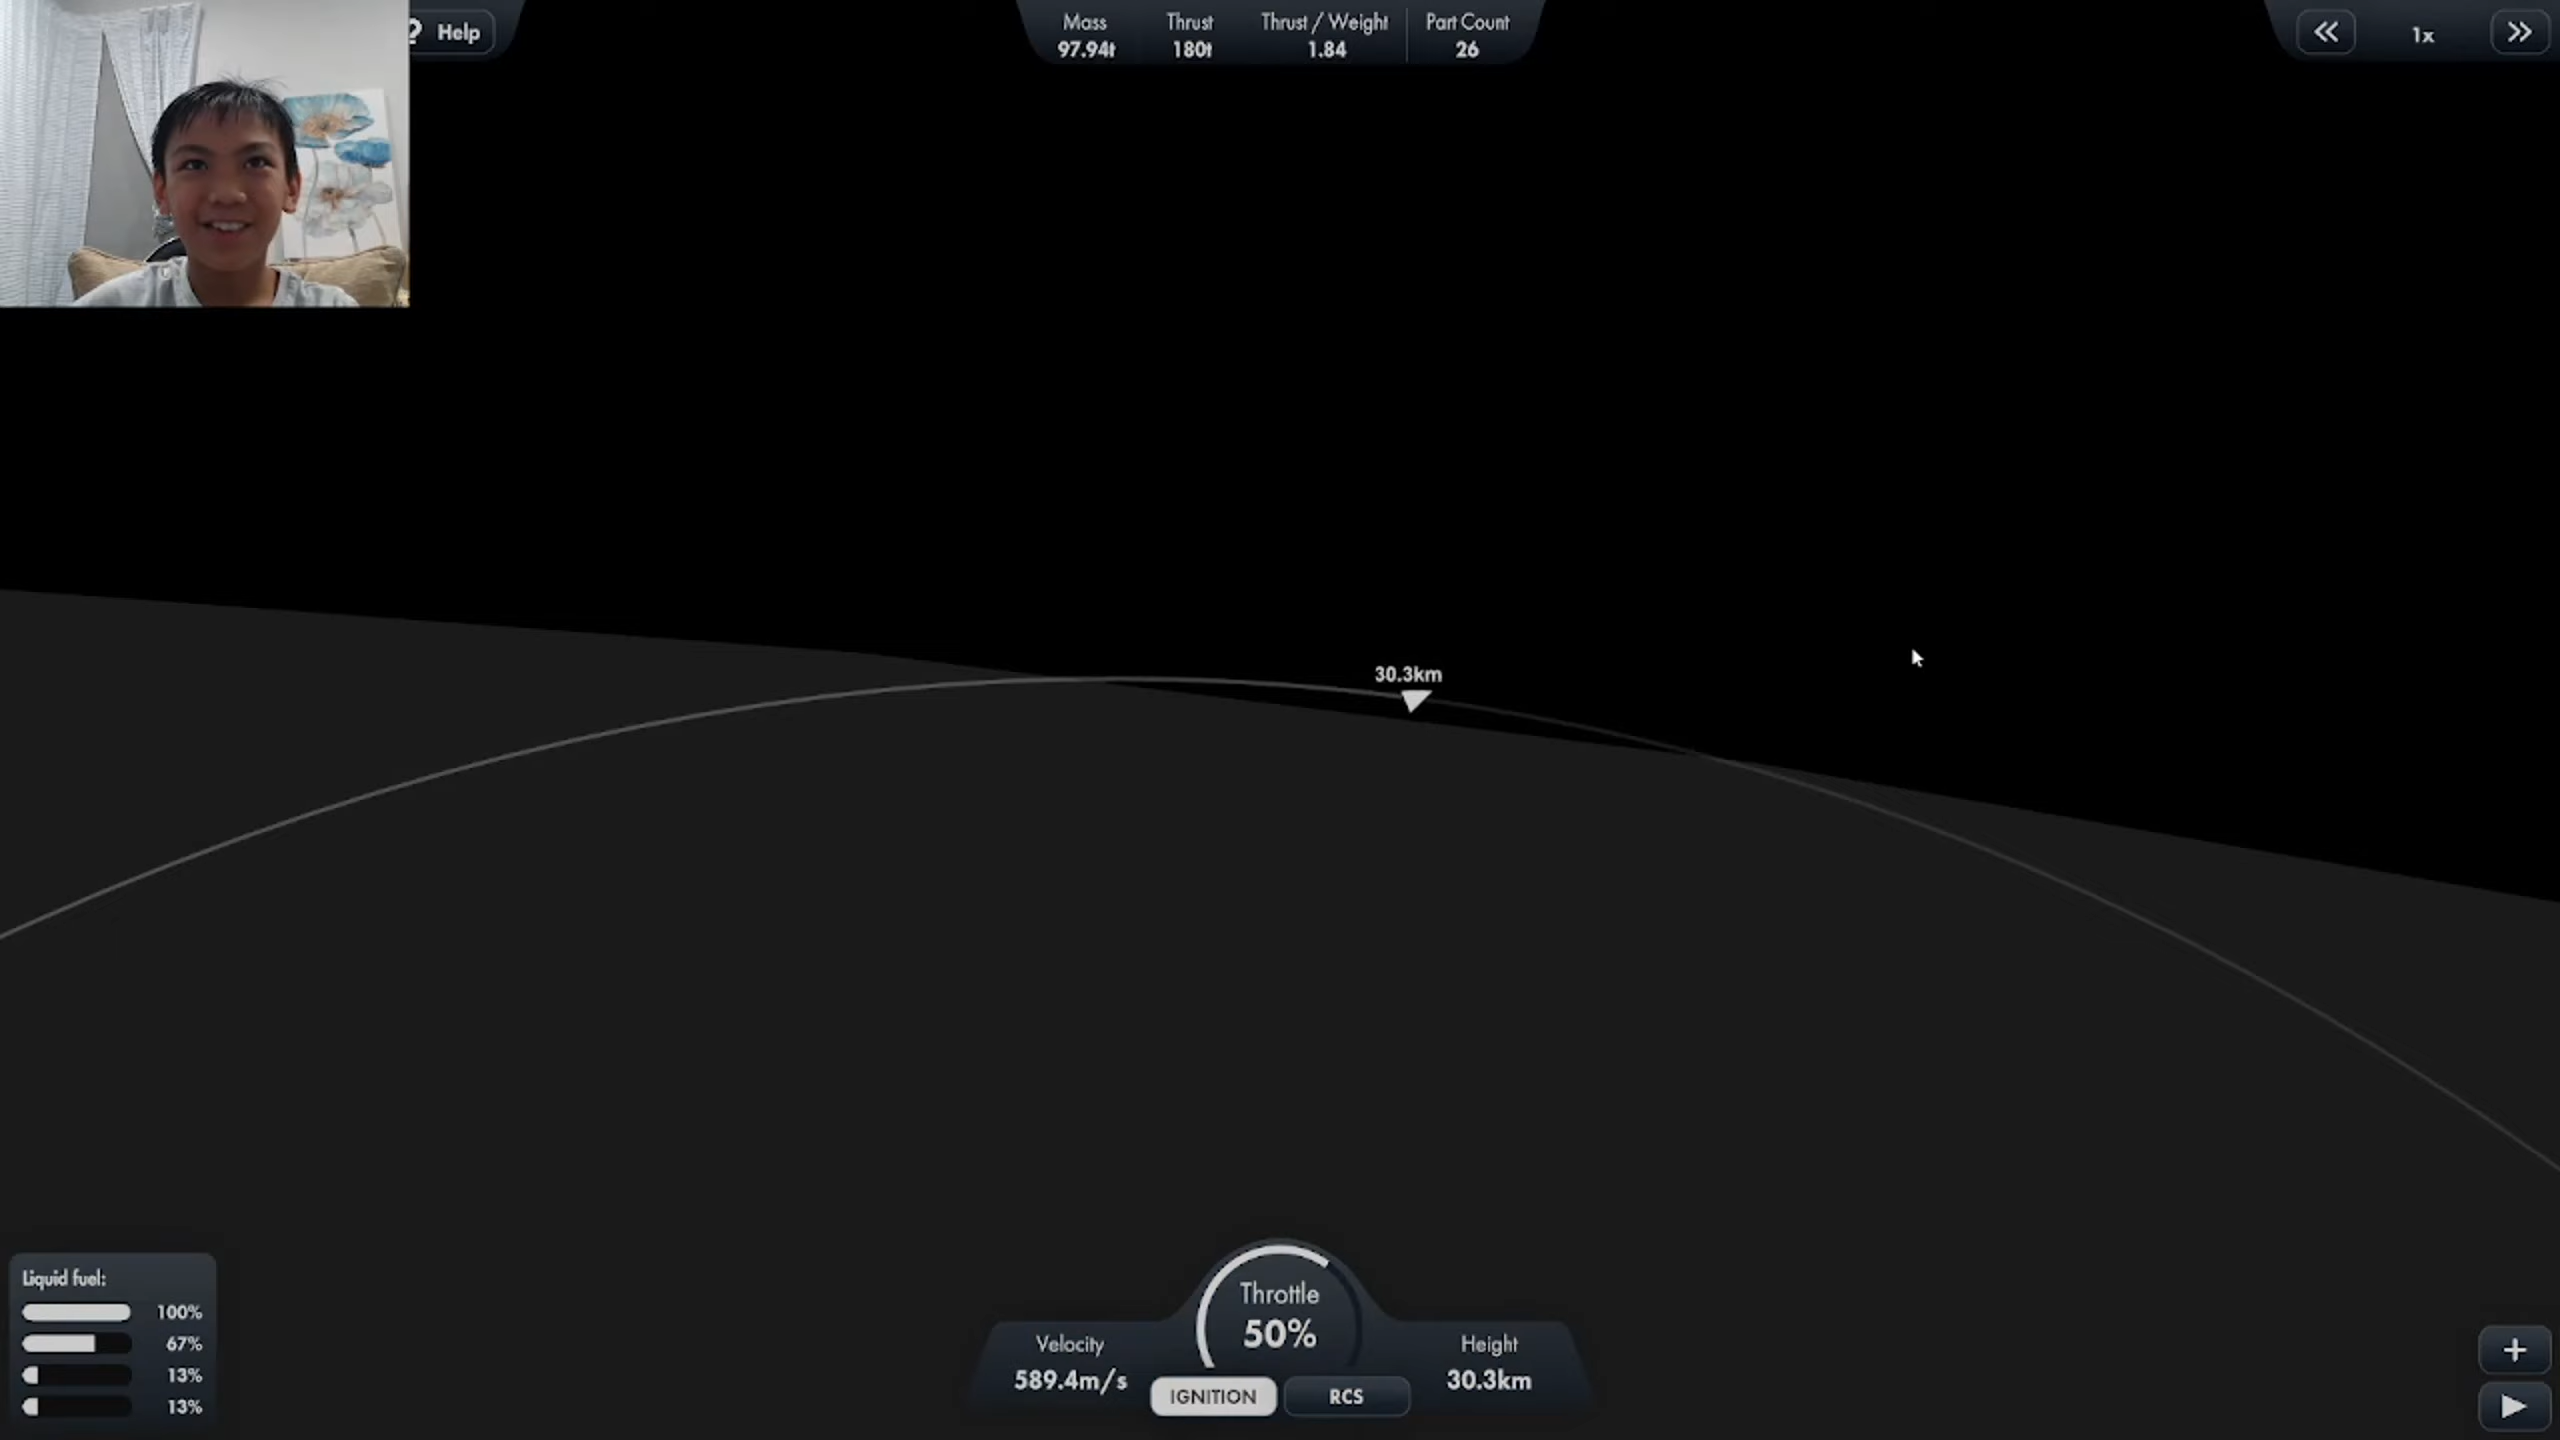 ? Help
Mass Thrust Thrust / Weight Part Count
97.94t 180t 1.84 26
1x
30.3km
Liquid fuel:
100%
67%
13%
13%
Throttle
50%
Velocity
589.4m/s
IGNITION RCS
Height
30.3km